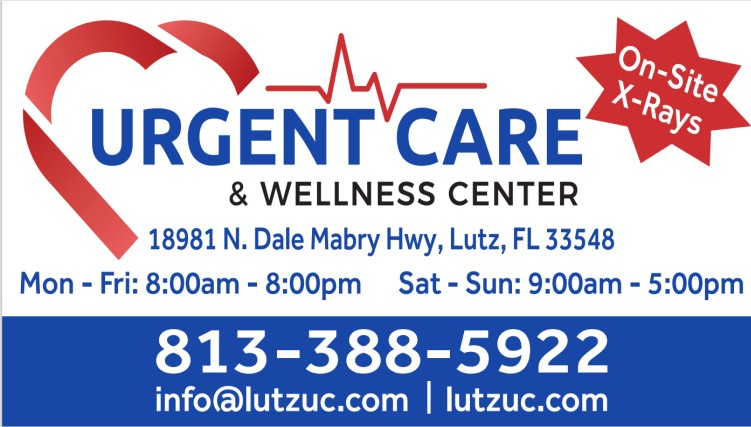 URGENT CARE
On-Site
X-Rays
& WELLNESS CENTER
18981 N. Dale Mabry Hwy, Lutz, FL 33548
Mon - Fri: 8:00am - 8:00pm Sat - Sun: 9:00am - 5:00pm
813-388-5922
info@lutzuc.com | lutzuc.com